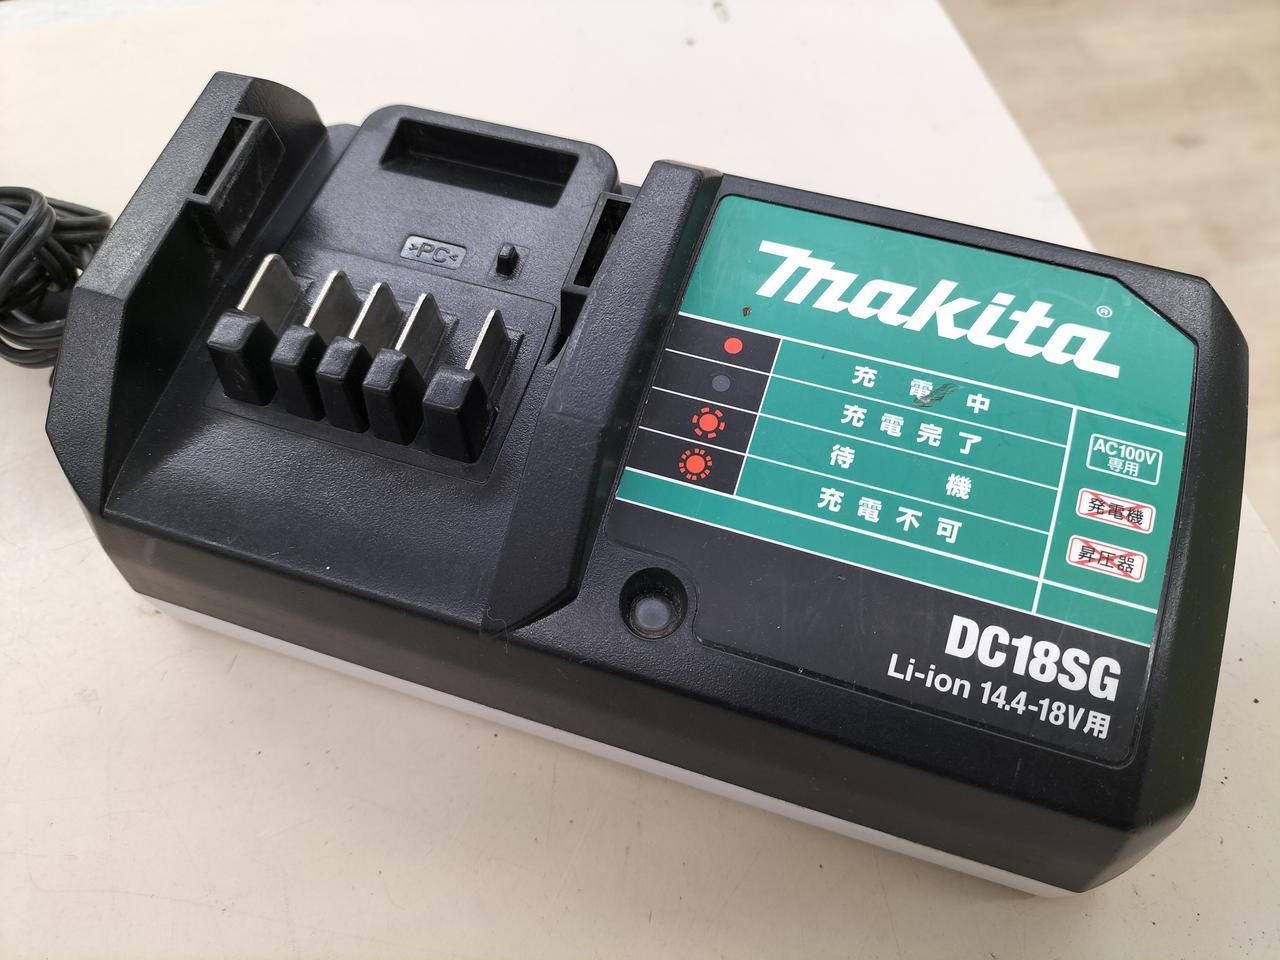 >PC<
makita®
充電中
充電完了
待機
充電不可
AC100V
専用
発電機
昇圧器
DC18SG
Li-ion 14.4-18V用